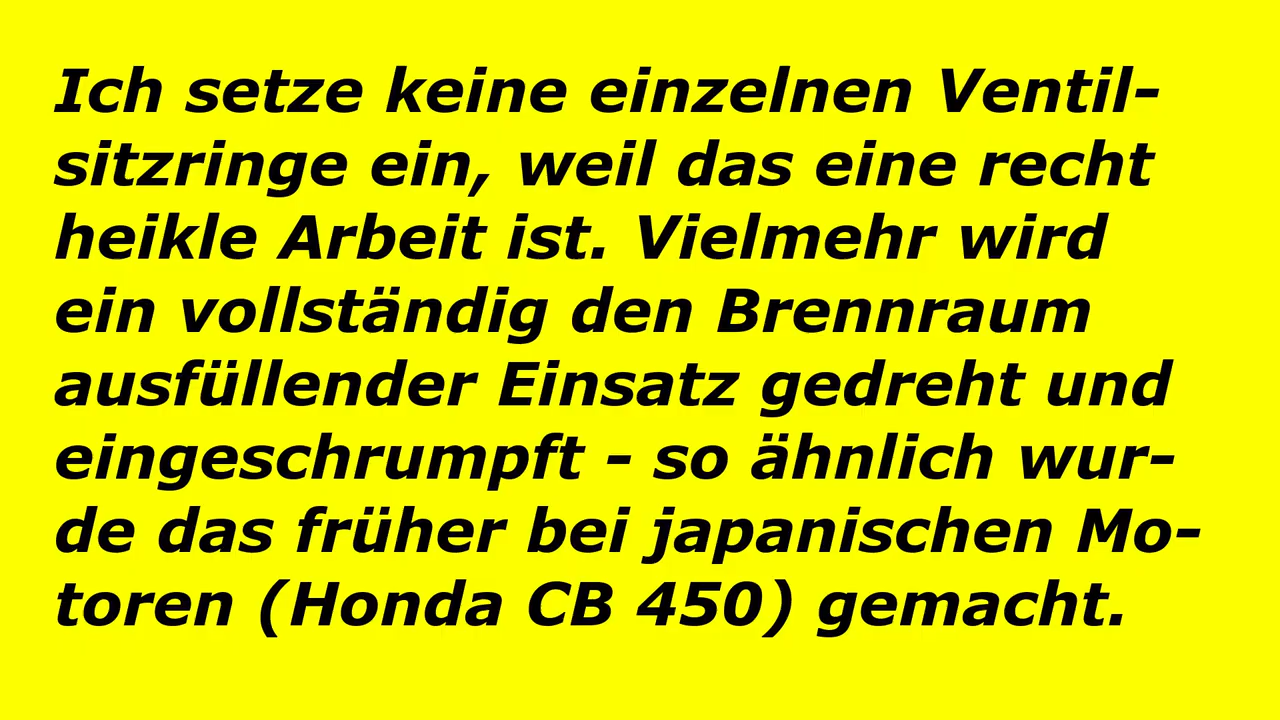 Ich setze keine einzelnen Ventil-
sitzringe ein, weil das eine recht
heikle Arbeit ist. Vielmehr wird
ein vollständig den Brennraum
ausfüllender Einsatz gedreht und
eingeschrumpft - so ähnlich wur-
de das früher bei japanischen Mo-
toren (Honda CB 450) gemacht.